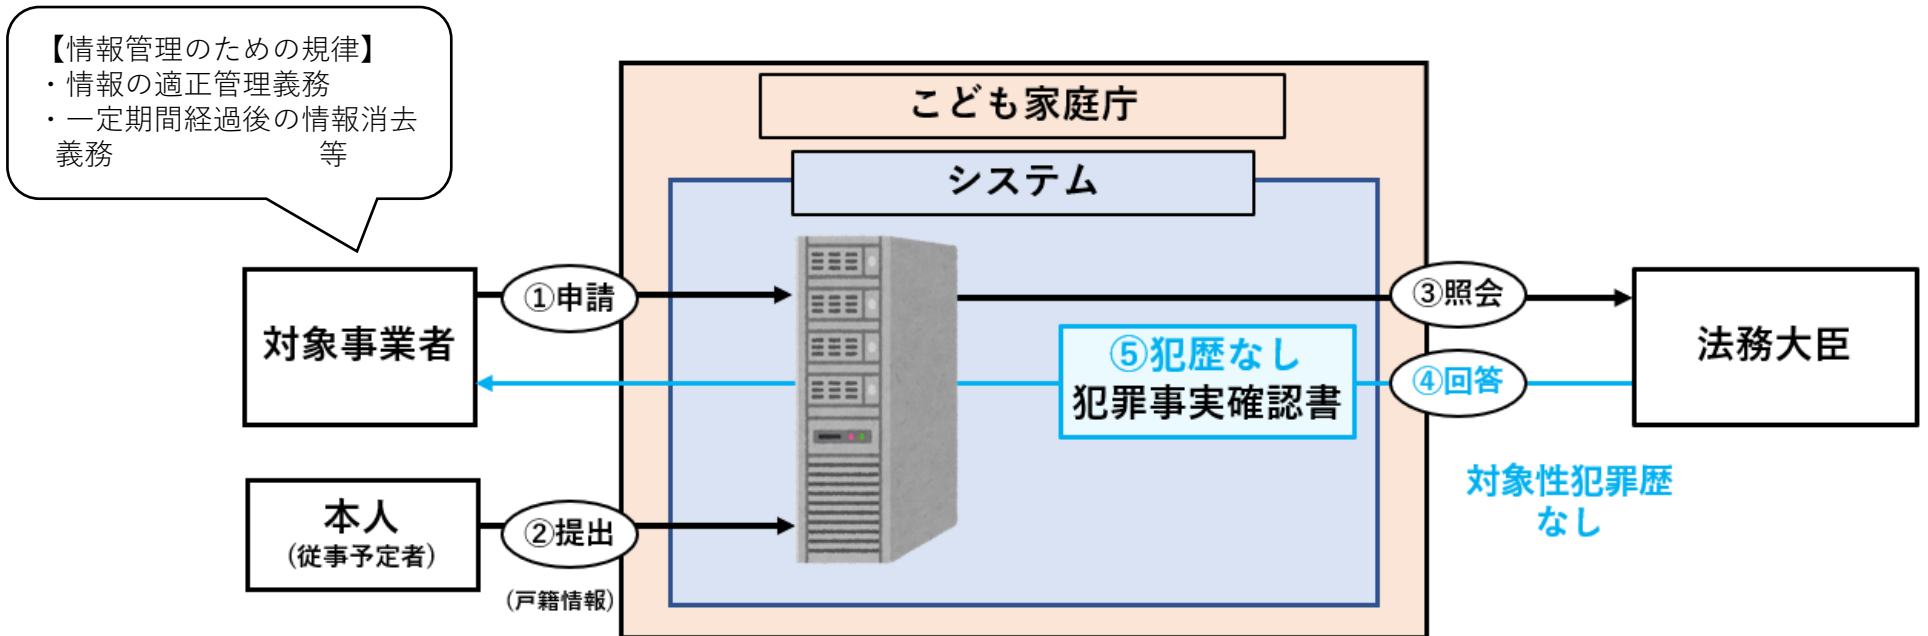 【情報管理のための規律】
・情報の適正管理義務
・一定期間経過後の情報消去
義務 等
こども家庭庁
システム
対象事業者
①申請
③照会
法務大臣
⑤犯歴なし
犯罪事実確認書
④回答
対象性犯罪歴
なし
本人
(従事予定者)
②提出
(戸籍情報)